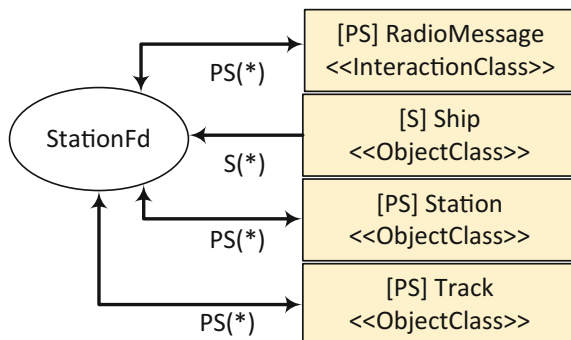 [PS] RadioMessage
<<InteractionClass>>
PS(*)
StationFd
[S] Ship
<<ObjectClass>>
S(*)
[PS] Station
<<ObjectClass>>
PS(*)
[PS] Track
<<ObjectClass>>
PS(*)